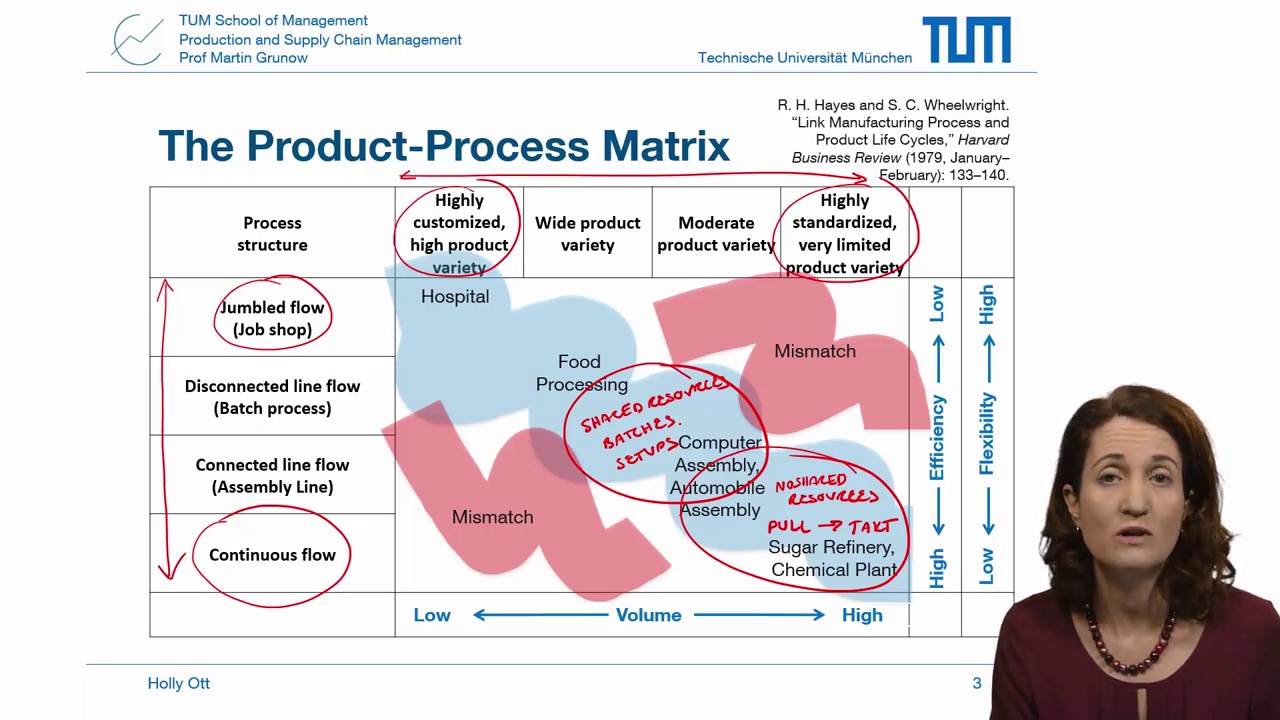 TUM School of Management
Production and Supply Chain Management
Prof Martin Grunow
Technische Universität München
TUM
R. H. Hayes and S. C. Wheelwright.
“Link Manufacturing Process and
Product Life Cycles,” Harvard
Business Review (1979, January–
February): 133–140.
The Product-Process Matrix
Process
structure
Highly
customized,
high product
variety
Wide product
variety
Moderate
product variety
Highly
standardized,
very limited
product variety
Jumbled flow
(Job shop)
Disconnected line flow
(Batch process)
Connected line flow
(Assembly Line)
Continuous flow
Hospital
Food
Processing
Mismatch
SHARED RESOURCES
BATCHES.
SETUPS
Computer
Assembly,
Automobile
Assembly
NOSHARED
RESOURCES
PULL → TAKT
Sugar Refinery,
Chemical Plant
Mismatch
Low
Efficiency
High
High
Flexibility
Low
Low
Volume
High
Holly Ott
3